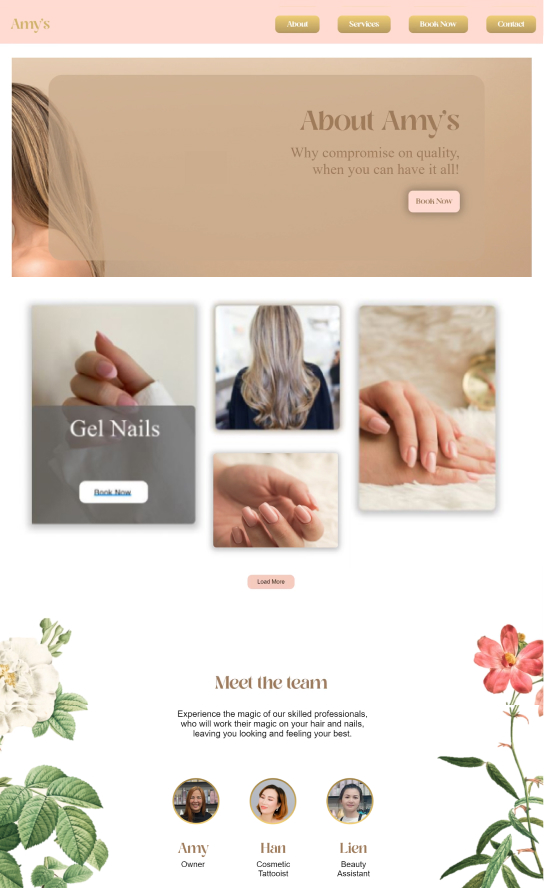 Amy's
About
Services
Book Now
Contact
About Amy's
Why compromise on quality,
when you can have it all!
Book Now
Gel Nails
Book Now
Load More
Meet the team
Experience the magic of our skilled professionals,
who will work their magic on your hair and nails,
leaving you looking and feeling your best.
Amy
Owner
Han
Cosmetic
Tattooist
Lien
Beauty
Assistant